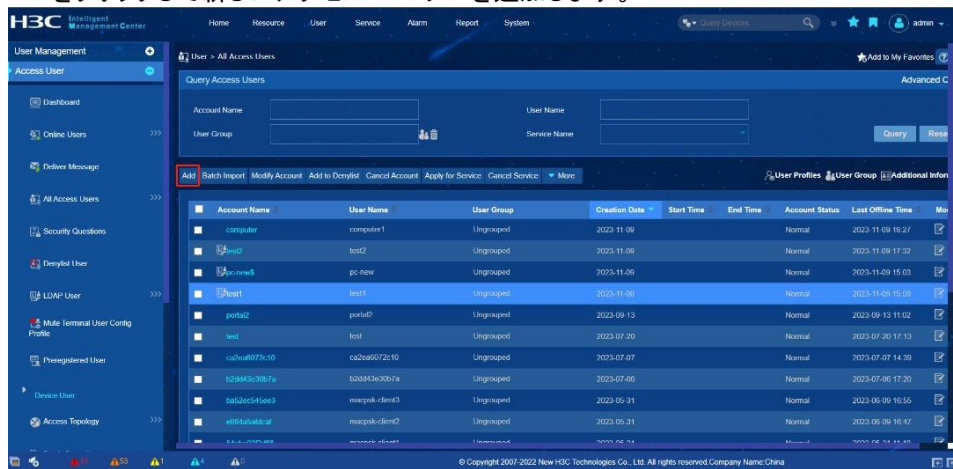 をクリックして新しいアクセスユーザーを追加します。
H3C Intelligent Management Center
Home Resource User Service Alarm Report System
Query Devices
admin
User Management
Access User
Dashboard
Online Users
Deliver Message
All Access Users
Security Questions
Denylist User
LDAP User
Mute Terminal User Config Profile
Preregistered User
Device User
Access Topology
User > All Access Users
Add to My Favorites
Query Access Users
Advanced
Account Name
User Name
User Group
Service Name
Query
Rese
Add Batch Import Modify Account Add to Denylist Cancel Account Apply for Service Cancel Service More
User Profiles User Group Additional Infor
Account Name User Name User Group Creation Date Start Time End Time Account Status Last Offline Time Mo
computer computer1 Ungrouped 2023-11-09 Normal 2023-11-09 16:27
test2 test2 Ungrouped 2023-11-09 Normal 2023-11-09 17:32
pc-new$ pc-new Ungrouped 2023-11-09 Normal 2023-11-09 15:03
test1 test1 Ungrouped 2023-11-09 Normal 2023-11-09 15:59
portal2 portal2 Ungrouped 2023-09-13 Normal 2023-09-13 11:02
test test Ungrouped 2023-07-20 Normal 2023-07-20 17:13
ca2ea6072c10 ca2ea6072c10 Ungrouped 2023-07-07 Normal 2023-07-07 14:39
b2dd43e30b7a b2dd43e30b7a Ungrouped 2023-07-06 Normal 2023-07-06 17:20
ba52ec545ee3 macpsk-client3 Ungrouped 2023-05-31 Normal 2023-06-09 16:55
macpsk-client2 Ungrouped 2023-05-31 Normal 2023-06-09 16:47
© Copyright 2007-2022 New H3C Technologies Co., Ltd. All rights reserved.Company Name:China